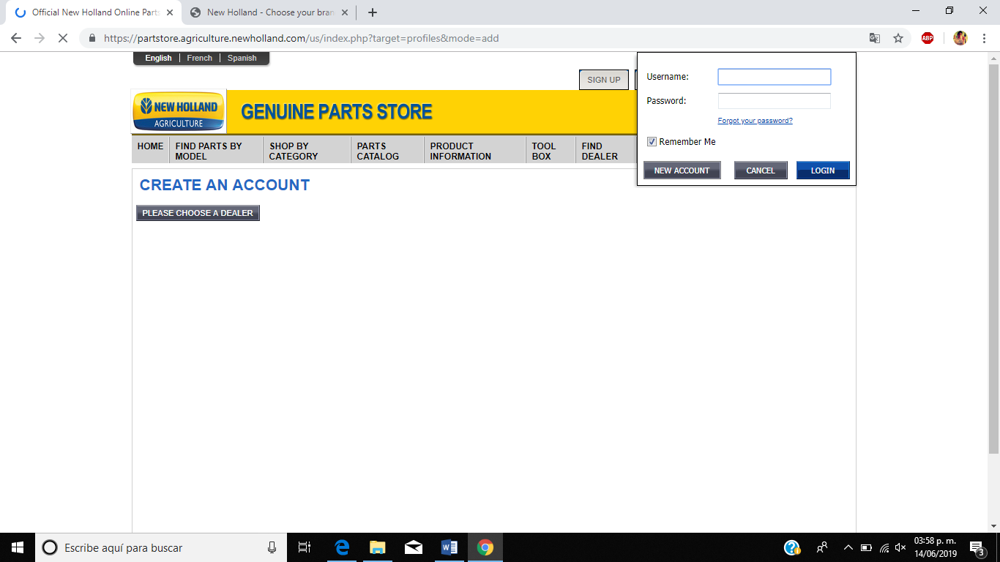 Official New Holland Online Parts
New Holland - Choose your bran
https://partstore.agriculture.newholland.com/us/index.php?target=profiles&mode=add
ABP
English | French | Spanish
SIGN UP
Username:
Password:
Forgot your password?
Remember Me
NEW ACCOUNT CANCEL LOGIN
NEW HOLLAND
AGRICULTURE
GENUINE PARTS STORE
HOME
FIND PARTS BY
MODEL
SHOP BY
CATEGORY
PARTS
CATALOG
PRODUCT
INFORMATION
TOOL
BOX
FIND
DEALER
CREATE AN ACCOUNT
PLEASE CHOOSE A DEALER
Escribe aquí para buscar
03:58 p. m.
14/06/2019
3